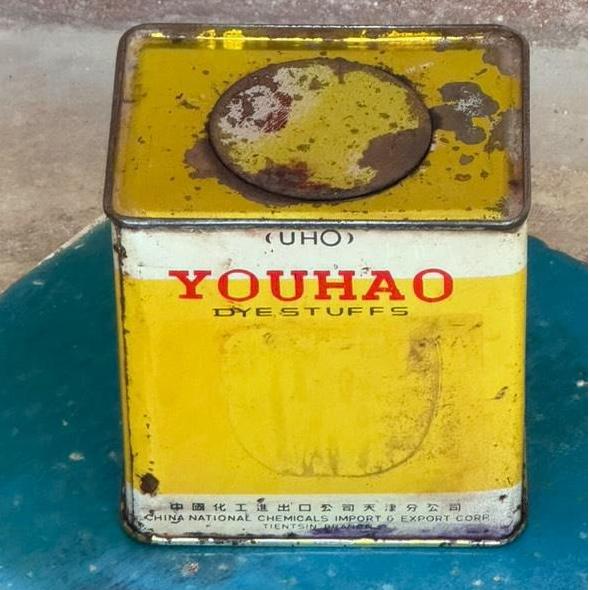 (UHO)
YOUHAO
DYESTUFFS
中國化工進出口公司天津分公司
CHINA NATIONAL CHEMICALS IMPORT & EXPORT CORP.
TIENTSIN BRANCH